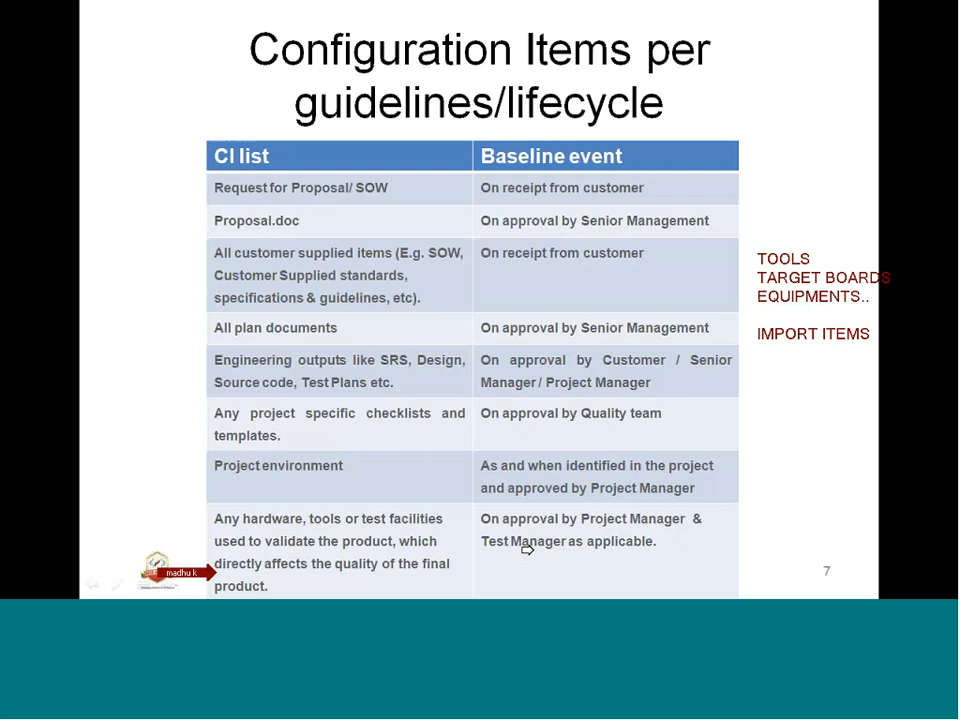 Configuration Items per
guidelines/lifecycle
CI list
Baseline event
Request for Proposal/ SOW
On receipt from customer
Proposal.doc
On approval by Senior Management
All customer supplied items (E.g. SOW,
Customer Supplied standards,
specifications & guidelines, etc).
On receipt from customer
All plan documents
On approval by Senior Management
Engineering outputs like SRS, Design,
Source code, Test Plans etc.
On approval by Customer / Senior
Manager / Project Manager
Any project specific checklists and
templates.
On approval by Quality team
Project environment
As and when identified in the project
and approved by Project Manager
Any hardware, tools or test facilities
used to validate the product, which
directly affects the quality of the final
product.
On approval by Project Manager &
Test Manager as applicable.
TOOLS
TARGET BOARDS
EQUIPMENTS..
IMPORT ITEMS
madhu k
7